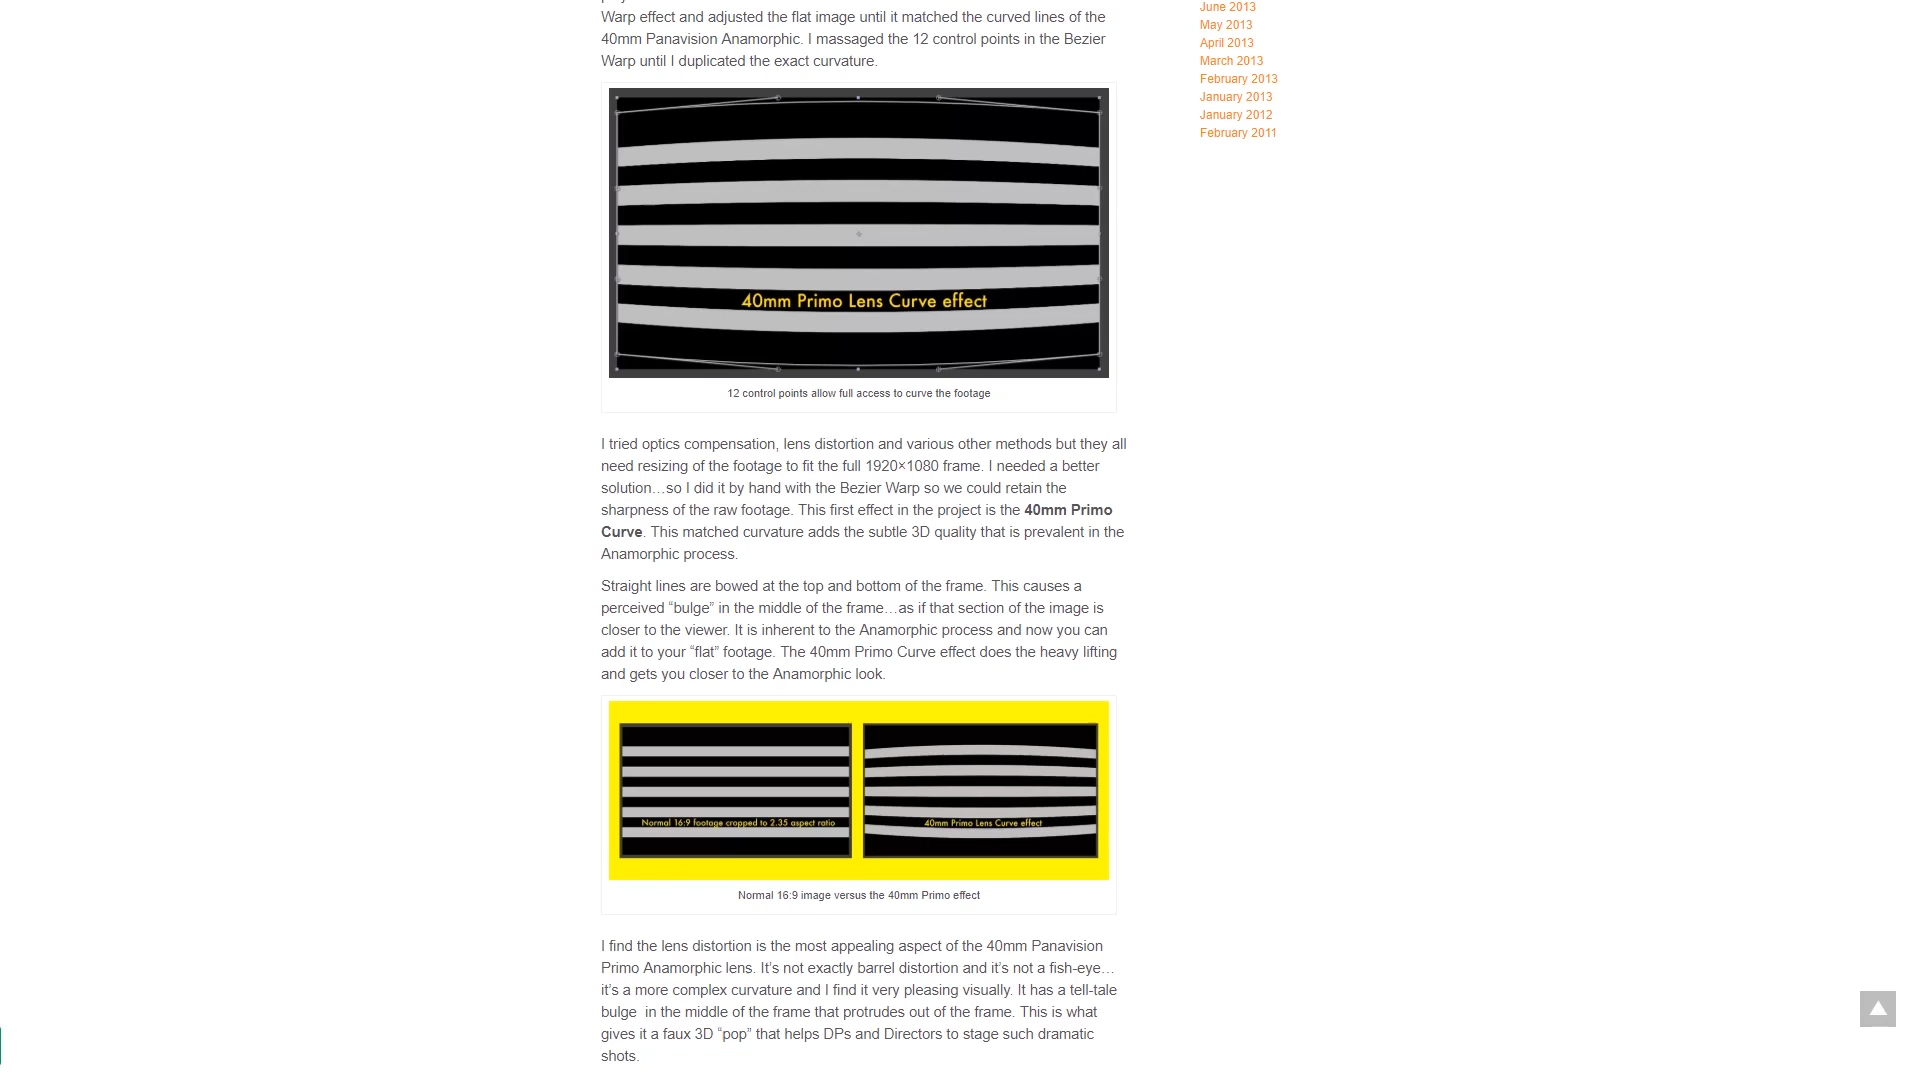 Warp effect and adjusted the flat image until it matched the curved lines of the
40mm Panavision Anamorphic. I massaged the 12 control points in the Bezier
Warp until I duplicated the exact curvature.
40mm Primo Lens Curve effect
12 control points allow full access to curve the footage
I tried optics compensation, lens distortion and various other methods but they all
need resizing of the footage to fit the full 1920×1080 frame. I needed a better
solution…so I did it by hand with the Bezier Warp so we could retain the
sharpness of the raw footage. This first effect in the project is the 40mm Primo
Curve. This matched curvature adds the subtle 3D quality that is prevalent in the
Anamorphic process.
Straight lines are bowed at the top and bottom of the frame. This causes a
perceived “bulge” in the middle of the frame…as if that section of the image is
closer to the viewer. It is inherent to the Anamorphic process and now you can
add it to your “flat” footage. The 40mm Primo Curve effect does the heavy lifting
and gets you closer to the Anamorphic look.
Normal 16:9 footage cropped to 2.35 aspect ratio
40mm Primo Lens Curve effect
Normal 16:9 image versus the 40mm Primo effect
I find the lens distortion is the most appealing aspect of the 40mm Panavision
Primo Anamorphic lens. It’s not exactly barrel distortion and it’s not a fish-eye…
it’s a more complex curvature and I find it very pleasing visually. It has a tell-tale
bulge  in the middle of the frame that protrudes out of the frame. This is what
gives it a faux 3D “pop” that helps DPs and Directors to stage such dramatic
shots.
June 2013
May 2013
April 2013
March 2013
February 2013
January 2013
January 2012
February 2011